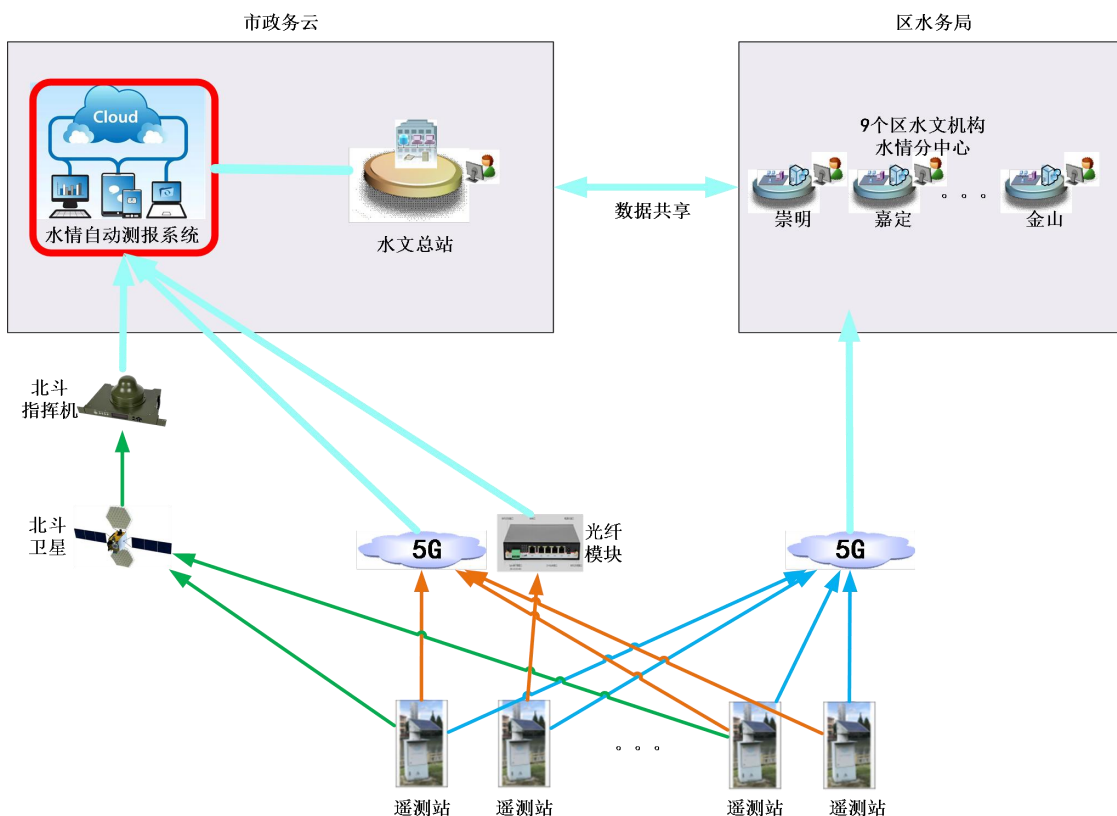 市政务云
区水务局
Cloud
水情自动测报系统
水文总站
数据共享
9个区水文机构
水情分中心
崇明
嘉定
。。。
金山
北斗
指挥机
北斗
卫星
5G
光纤
模块
5G
。。。
遥测站
遥测站
遥测站
遥测站